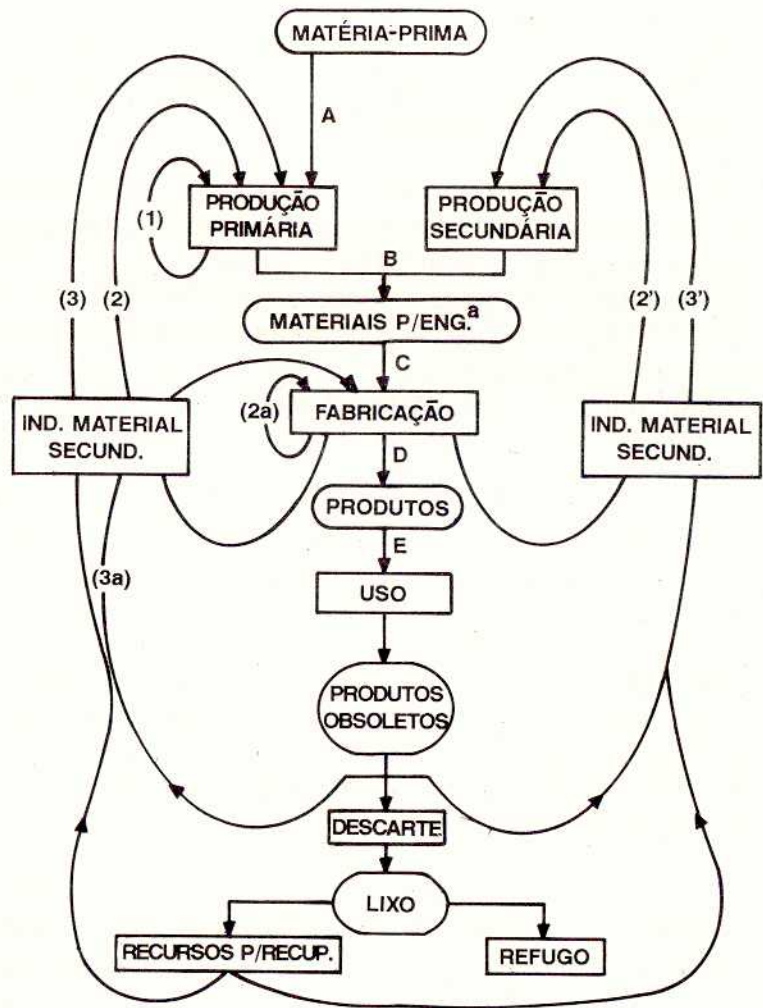 MATÉRIA-PRIMA
A
PRODUÇÃO
PRIMÁRIA
PRODUÇÃO
SECUNDÁRIA
(1)
B
(3)
(2)
(2')
(3')
MATERIAIS P/ENG.ª
C
(2a)
FABRICAÇÃO
IND. MATERIAL
SECUND.
IND. MATERIAL
SECUND.
D
PRODUTOS
E
(3a)
USO
PRODUTOS
OBSOLETOS
DESCARTE
LIXO
RECURSOS P/RECUP.
REFUGO